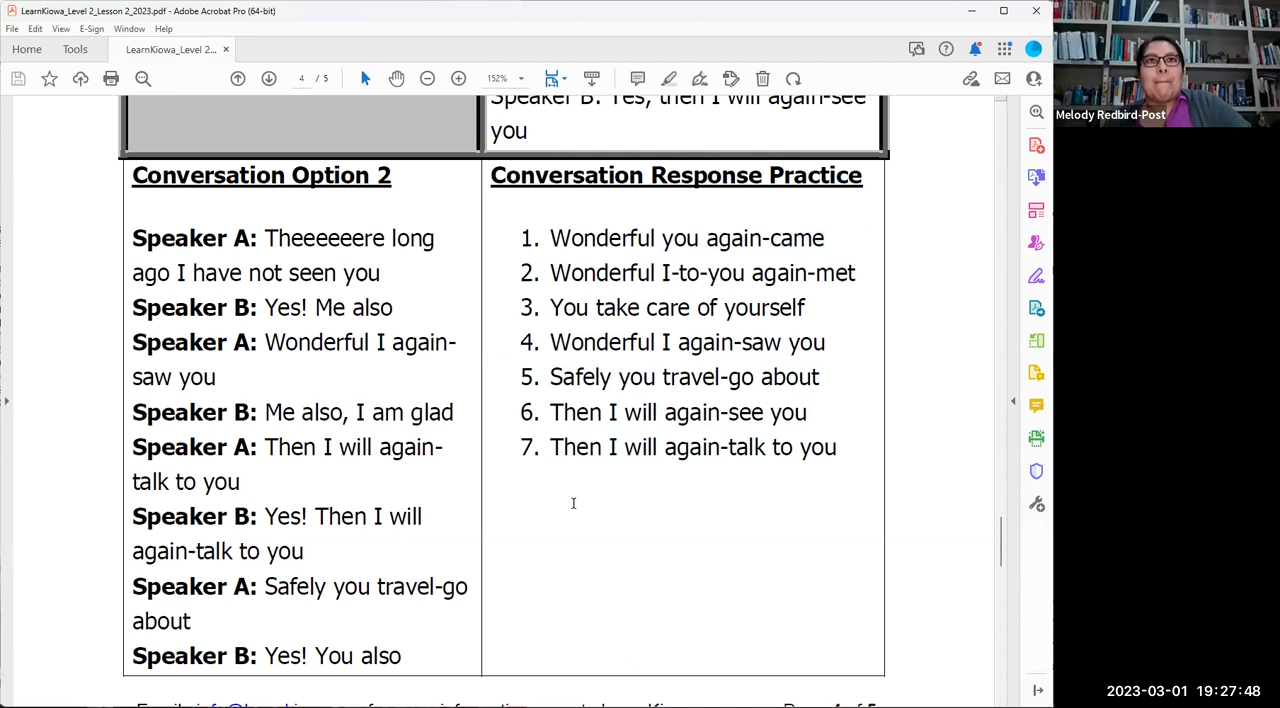 LearnKiowa_Level 2_Lesson 2_2023.pdf - Adobe Acrobat Pro (64-bit)
File Edit View E-Sign Window Help
Home Tools LearnKiowa_Level 2... ×
4 / 5 152%
Melody Redbird-Post
Speaker B: Yes, then I will again-see
you
Conversation Option 2
Speaker A: Theeeeeere long
ago I have not seen you
Speaker B: Yes! Me also
Speaker A: Wonderful I again-
saw you
Speaker B: Me also, I am glad
Speaker A: Then I will again-
talk to you
Speaker B: Yes! Then I will
again-talk to you
Speaker A: Safely you travel-go
about
Speaker B: Yes! You also
Conversation Response Practice
1. Wonderful you again-came
2. Wonderful I-to-you again-met
3. You take care of yourself
4. Wonderful I again-saw you
5. Safely you travel-go about
6. Then I will again-see you
7. Then I will again-talk to you
2023-03-01 19:27:48